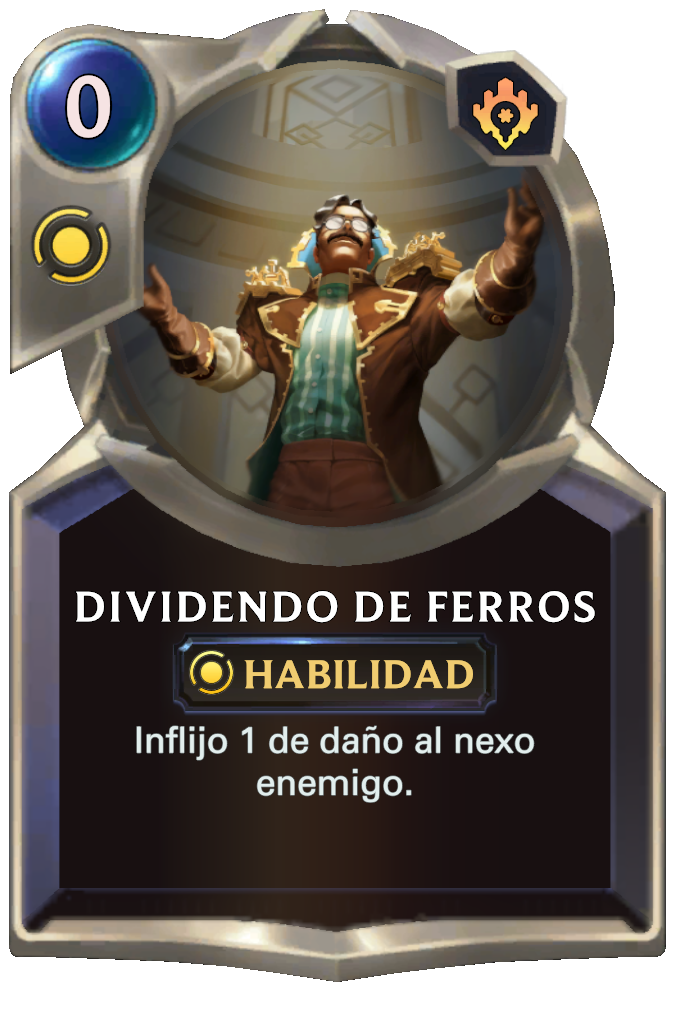 0
DIVIDENDO DE FERROS
HABILIDAD
Inflijo 1 de daño al nexo
enemigo.